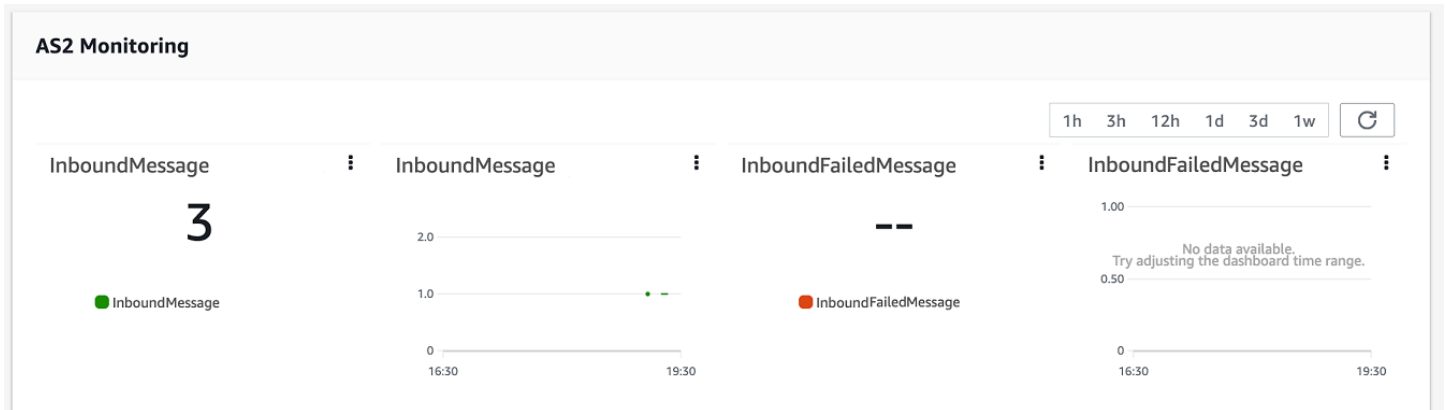 AS2 Monitoring
1h 3h 12h 1d 3d 1w
InboundMessage
3
InboundMessage
InboundMessage
2.0
1.0
0
16:30 19:30
InboundFailedMessage
--
InboundFailedMessage
InboundFailedMessage
1.00
No data available.
Try adjusting the dashboard time range.
0.50
0
16:30 19:30